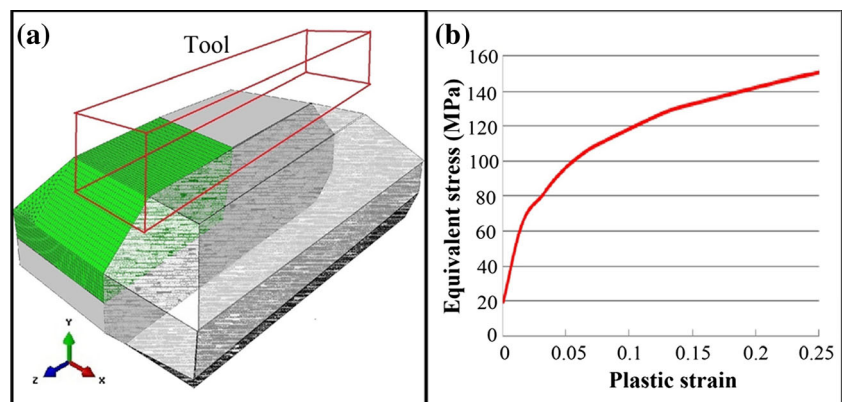 (a)
Tool
Y
Z
X
(b)
Equivalent stress (MPa)
160
140
120
100
80
60
40
20
0
0 0.05 0.1 0.15 0.2 0.25
Plastic strain